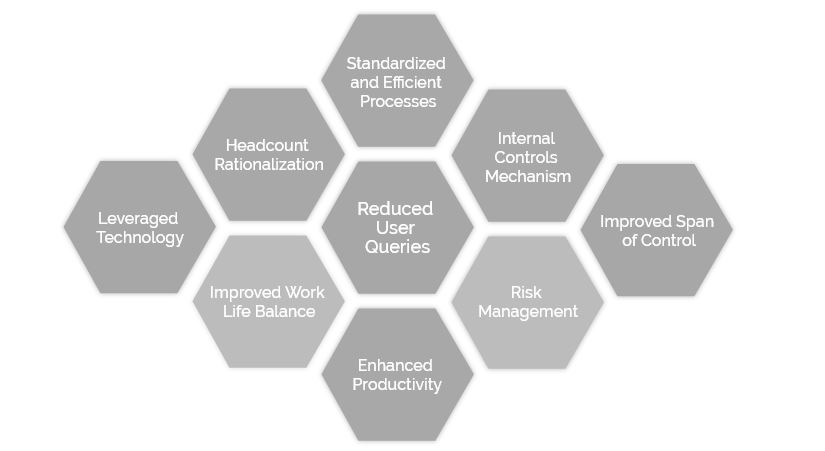 Standardized
and Efficient
Processes
Headcount
Rationalization
Internal
Controls
Mechanism
Leveraged
Technology
Reduced
User
Queries
Improved Span
of Control
Improved Work
Life Balance
Risk
Management
Enhanced
Productivity